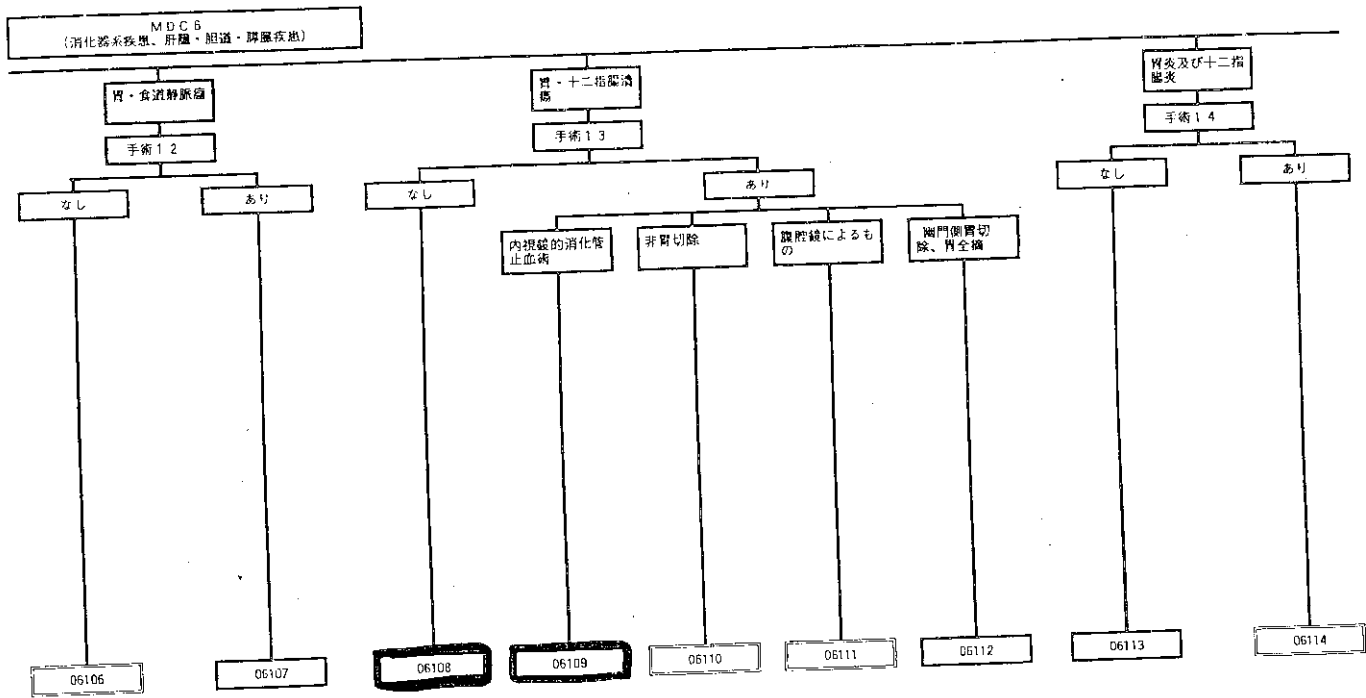 MDC6
(消化器系疾患、肝臓・胆道・膵臓疾患)
胃・食道静脈瘤
手術12
なし
あり
胃・十二指腸潰
瘍
手術13
なし
あり
内視鏡的消化管
止血術
非胃切除
腹腔鏡によるも
の
幽門側胃切
除、胃全摘
胃炎及び十二指
腸炎
手術14
なし
あり
06106
06107
06108
06109
06110
06111
06112
06113
06114